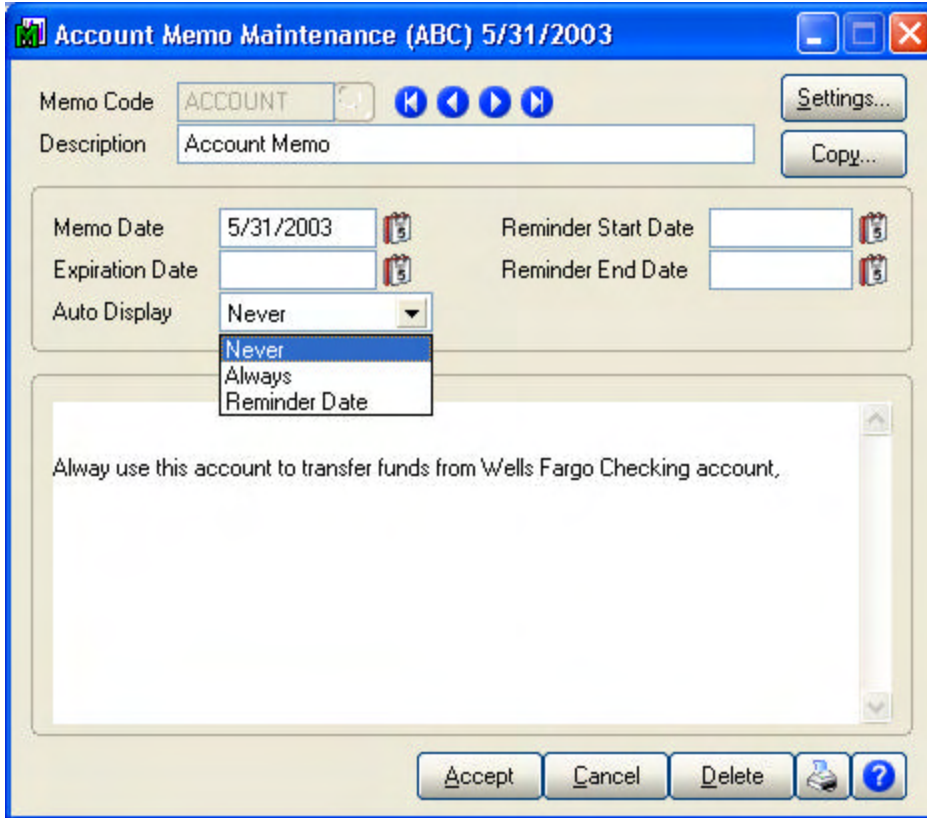 Account Memo Maintenance (ABC) 5/31/2003
Memo Code ACCOUNT Settings...
Description Account Memo Copy...
Memo Date 5/31/2003 Reminder Start Date
Expiration Date Reminder End Date
Auto Display Never
Never
Always
Reminder Date
Alway use this account to transfer funds from Wells Fargo Checking account,
Accept Cancel Delete ?